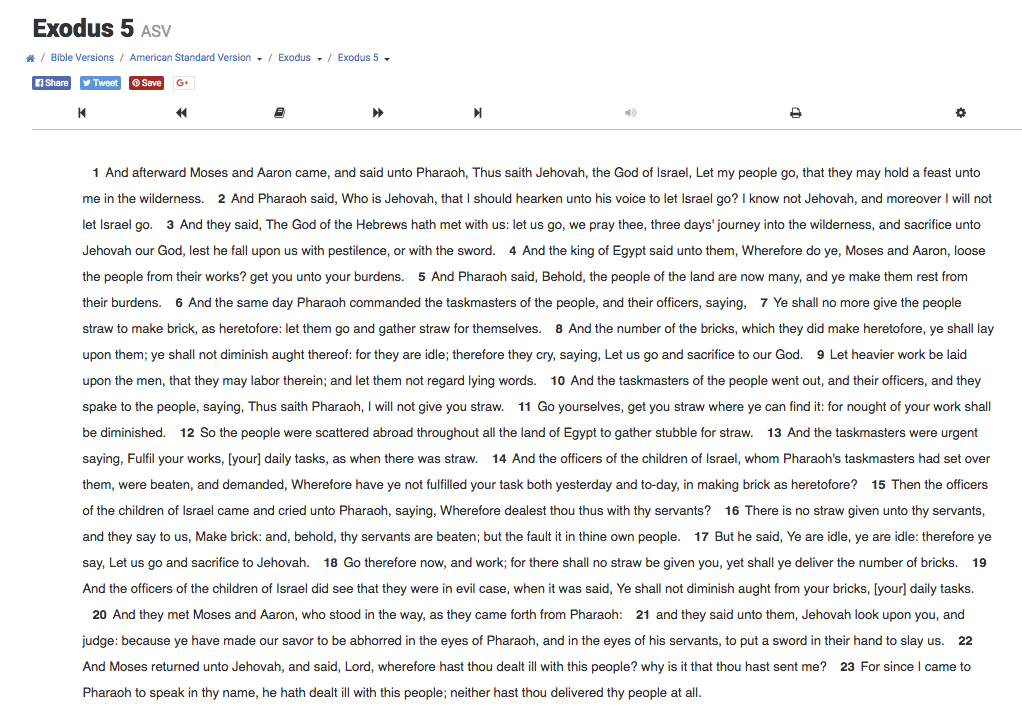 Exodus 5 ASV
/ Bible Versions / American Standard Version / Exodus / Exodus 5
Share Tweet Save G+
1 And afterward Moses and Aaron came, and said unto Pharaoh, Thus saith Jehovah, the God of Israel, Let my people go, that they may hold a feast unto
me in the wilderness. 2 And Pharaoh said, Who is Jehovah, that I should hearken unto his voice to let Israel go? I know not Jehovah, and moreover I will not
let Israel go. 3 And they said, The God of the Hebrews hath met with us: let us go, we pray thee, three days' journey into the wilderness, and sacrifice unto
Jehovah our God, lest he fall upon us with pestilence, or with the sword. 4 And the king of Egypt said unto them, Wherefore do ye, Moses and Aaron, loose
the people from their works? get you unto your burdens. 5 And Pharaoh said, Behold, the people of the land are now many, and ye make them rest from
their burdens. 6 And the same day Pharaoh commanded the taskmasters of the people, and their officers, saying, 7 Ye shall no more give the people
straw to make brick, as heretofore: let them go and gather straw for themselves. 8 And the number of the bricks, which they did make heretofore, ye shall lay
upon them; ye shall not diminish aught thereof: for they are idle; therefore they cry, saying, Let us go and sacrifice to our God. 9 Let heavier work be laid
upon the men, that they may labor therein; and let them not regard lying words. 10 And the taskmasters of the people went out, and their officers, and they
spake to the people, saying, Thus saith Pharaoh, I will not give you straw. 11 Go yourselves, get you straw where ye can find it: for nought of your work shall
be diminished. 12 So the people were scattered abroad throughout all the land of Egypt to gather stubble for straw. 13 And the taskmasters were urgent
saying, Fulfil your works, [your] daily tasks, as when there was straw. 14 And the officers of the children of Israel, whom Pharaoh's taskmasters had set over
them, were beaten, and demanded, Wherefore have ye not fulfilled your task both yesterday and to-day, in making brick as heretofore? 15 Then the officers
of the children of Israel came and cried unto Pharaoh, saying, Wherefore dealest thou thus with thy servants? 16 There is no straw given unto thy servants,
and they say to us, Make brick: and, behold, thy servants are beaten; but the fault it in thine own people. 17 But he said, Ye are idle, ye are idle: therefore ye
say, Let us go and sacrifice to Jehovah. 18 Go therefore now, and work; for there shall no straw be given you, yet shall ye deliver the number of bricks. 19
And the officers of the children of Israel did see that they were in evil case, when it was said, Ye shall not diminish aught from your bricks, [your] daily tasks.
20 And they met Moses and Aaron, who stood in the way, as they came forth from Pharaoh: 21 and they said unto them, Jehovah look upon you, and
judge: because ye have made our savor to be abhorred in the eyes of Pharaoh, and in the eyes of his servants, to put a sword in their hand to slay us. 22
And Moses returned unto Jehovah, and said, Lord, wherefore hast thou dealt ill with this people? why is it that thou hast sent me? 23 For since I came to
Pharaoh to speak in thy name, he hath dealt ill with this people; neither hast thou delivered thy people at all.